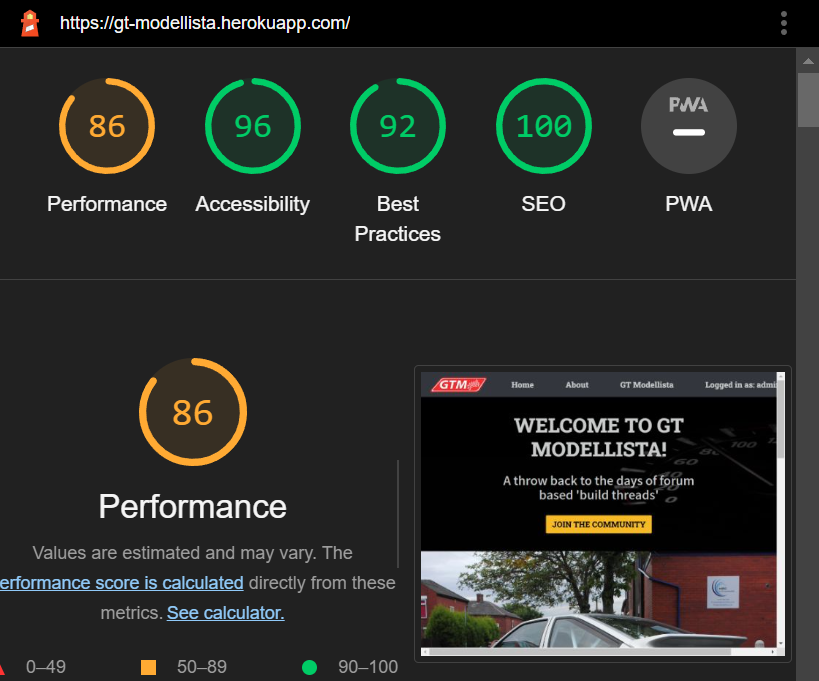 https://gt-modellista.herokuapp.com/
86
96
92
100
PWA
Performance
Accessibility
Best
Practices
SEO
PWA
86
Performance
Values are estimated and may vary. The
erformance score is calculated directly from these
metrics. See calculator.
0–49
50–89
90–100
GTM
Home
About
GT Modellista
Logged in as: admi
WELCOME TO GT
MODELLISTA!
A throw back to the days of forum
based 'build threads'
JOIN THE COMMUNITY